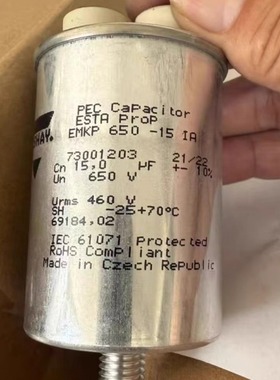 PEC Capacitor
ESTA ProP
EMKP 650 -15 IA
73001203 21/22
Cn 15,0 µF +- 10%
Un 650 V
Urms 460 V
SH -25+70°C
69184.02
IEC 61071 Protected
RoHS Compliant
Made in Czech Republic